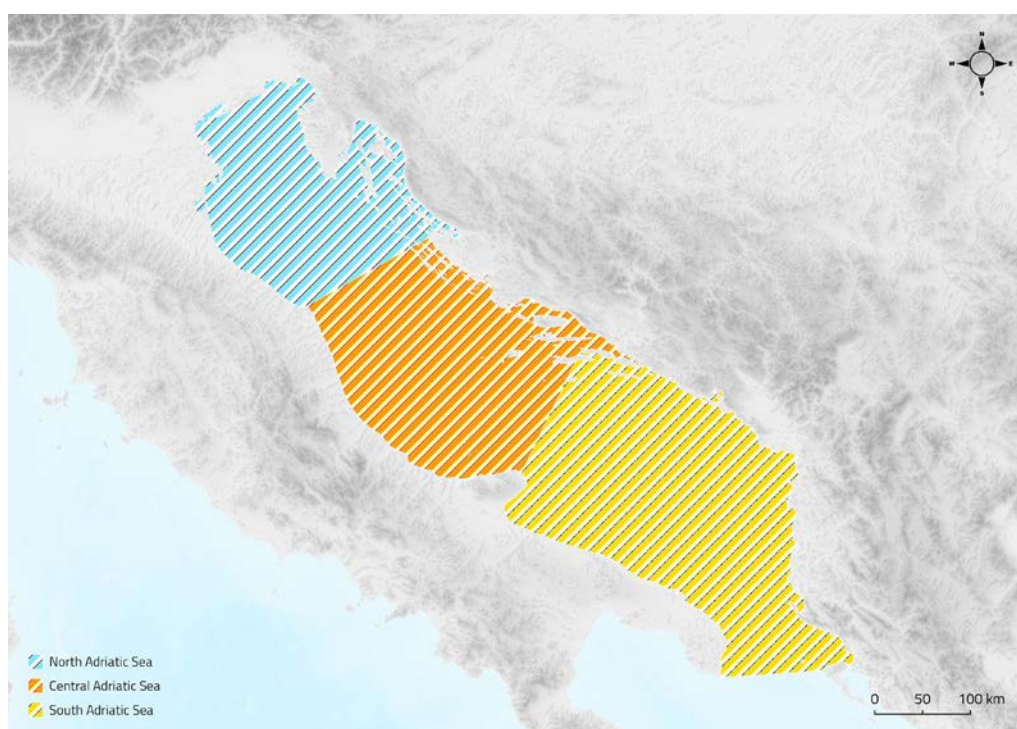 N
W E
S
North Adriatic Sea
Central Adriatic Sea
South Adriatic Sea
0 50 100 km